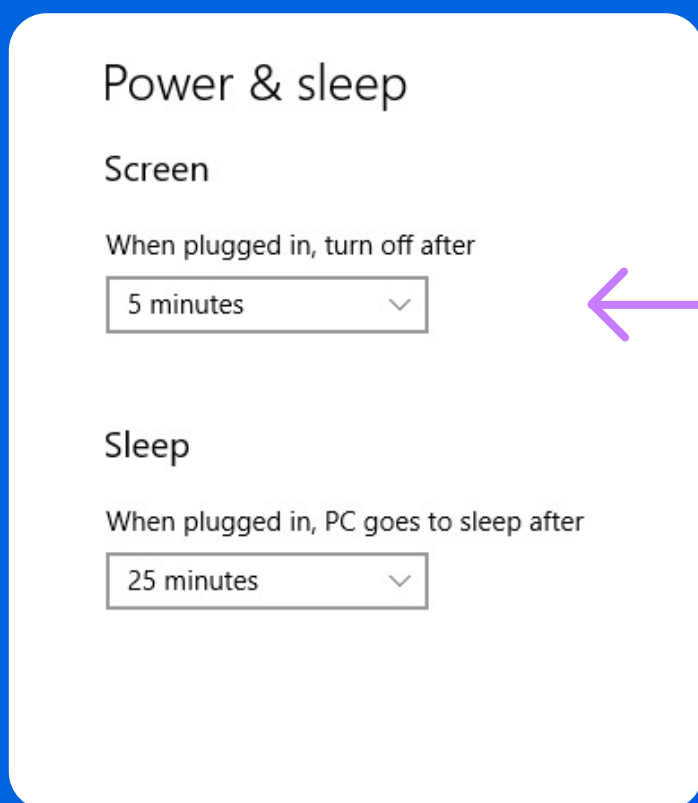 Power & sleep
Screen
When plugged in, turn off after
5 minutes
Sleep
When plugged in, PC goes to sleep after
25 minutes